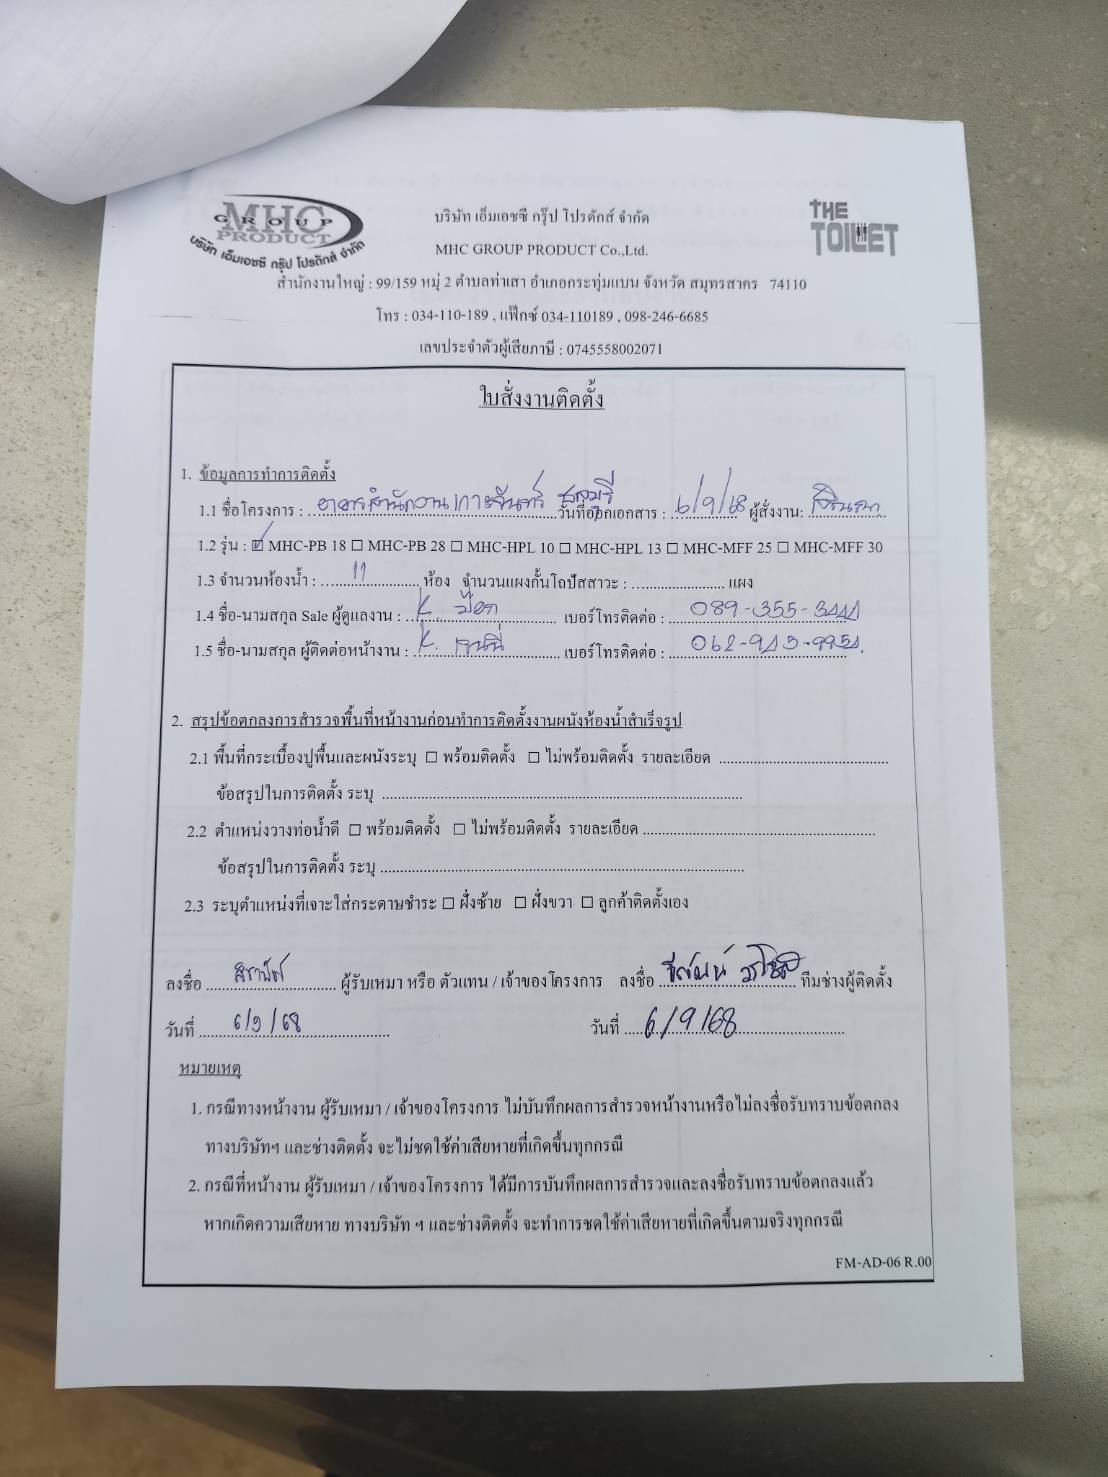 MHC
GROUP
PRODUCT
บริษัท เอ็มเอชซี กรุ๊ป โปรดักส์ จำกัด
THE
TOILET
บริษัท เอ็มเอชซี กรุ๊ป โปรดักส์ จำกัด
MHC GROUP PRODUCT Co.,Ltd.
สำนักงานใหญ่ : 99/159 หมู่ 2 ตำบลท่าเสา อำเภอกระทุ่มแบน จังหวัด สมุทรสาคร 74110
โทร : 034-110-189 , แฟ็กซ์ 034-110189 , 098-246-6685
เลขประจำตัวผู้เสียภาษี : 0745558002071
ใบสั่งงานติดตั้ง
1. ข้อมูลการทำการติดตั้ง
1.1 ชื่อโครงการ : อาคารสำนักงานเกาะจันทร์ ชลบุรี วันที่ออกเอกสาร : 6/9/68 ผู้สั่งงาน:
1.2 รุ่น : ☑ MHC-PB 18 ☐ MHC-PB 28 ☐ MHC-HPL 10 ☐ MHC-HPL 13 ☐ MHC-MFF 25 ☐ MHC-MFF 30
1.3 จำนวนห้องน้ำ : 11 ห้อง จำนวนแผงกั้นโถปัสสาวะ : ........................ แผง
1.4 ชื่อ-นามสกุล Sale ผู้ดูแลงาน : K. เบอร์โทรติดต่อ : 089-355-3444
1.5 ชื่อ-นามสกุล ผู้ติดต่อหน้างาน : K. เบอร์โทรติดต่อ :
2. สรุปข้อตกลงการสำรวจพื้นที่หน้างานก่อนทำการติดตั้งงานผนังห้องน้ำสำเร็จรูป
2.1 พื้นที่กระเบื้องปูพื้นและผนังระบุ ☐ พร้อมติดตั้ง ☐ ไม่พร้อมติดตั้ง รายละเอียด ............................................
ข้อสรุปในการติดตั้ง ระบุ ............................................................................................
2.2 ตำแหน่งวางท่อน้ำดี ☐ พร้อมติดตั้ง ☐ ไม่พร้อมติดตั้ง รายละเอียด ............................................................
ข้อสรุปในการติดตั้ง ระบุ ............................................................................................
2.3 ระบุตำแหน่งที่เจาะใส่กระดาษชำระ ☐ ฝั่งซ้าย ☐ ฝั่งขวา ☐ ลูกค้าติดตั้งเอง
ลงชื่อ ผู้รับเหมา หรือ ตัวแทน / เจ้าของโครงการ ลงชื่อ ทีมช่างผู้ติดตั้ง
วันที่ 6/9/68 วันที่ 6/9/68
หมายเหตุ
1. กรณีทางหน้างาน ผู้รับเหมา / เจ้าของโครงการ ไม่บันทึกผลการสำรวจหน้างานหรือไม่ลงชื่อรับทราบข้อตกลง
ทางบริษัทฯ และช่างติดตั้ง จะไม่ชดใช้ค่าเสียหายที่เกิดขึ้นทุกกรณี
2. กรณีที่หน้างาน ผู้รับเหมา / เจ้าของโครงการ ได้มีการบันทึกผลการสำรวจและลงชื่อรับทราบข้อตกลงแล้ว
หากเกิดความเสียหาย ทางบริษัท ฯ และช่างติดตั้ง จะทำการชดใช้ค่าเสียหายที่เกิดขึ้นตามจริงทุกกรณี
FM-AD-06 R.00